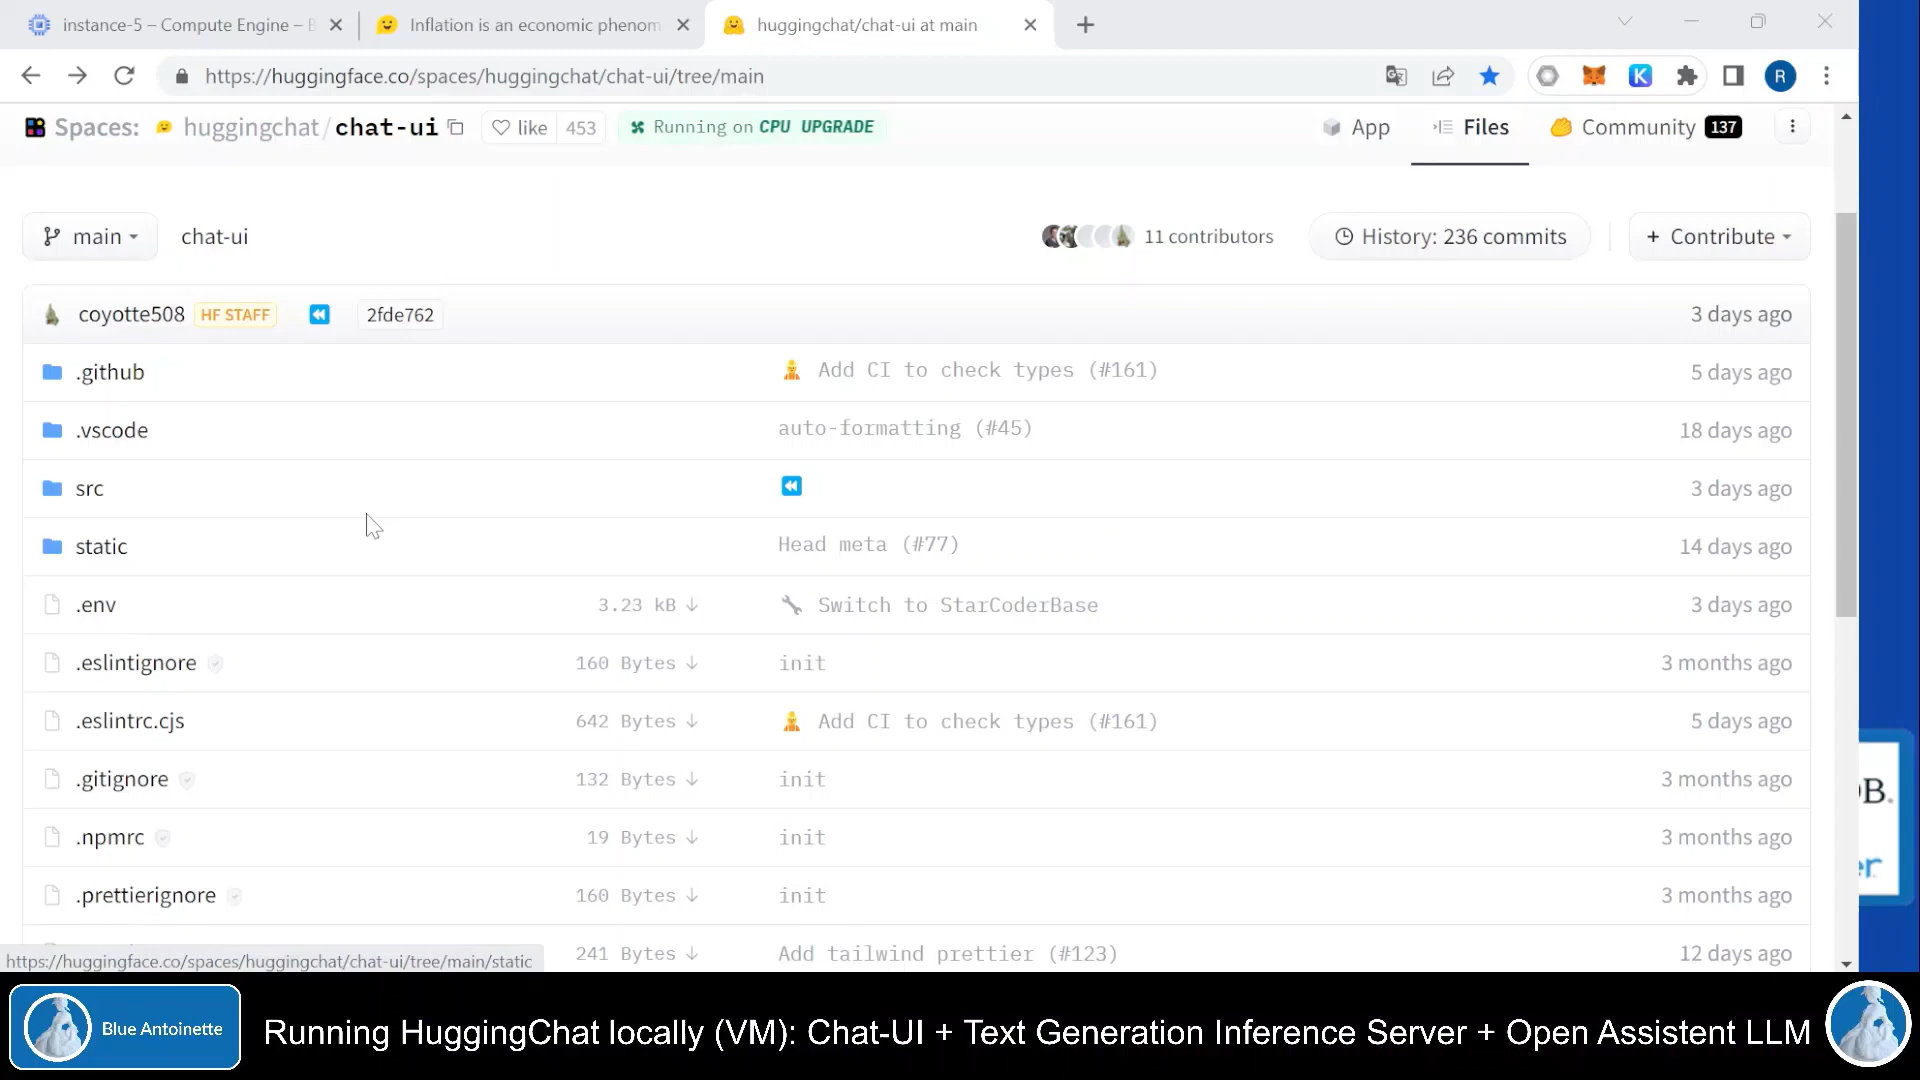 instance-5 – Compute Engine – B
Inflation is an economic phenom
huggingchat/chat-ui at main
https://huggingface.co/spaces/huggingchat/chat-ui/tree/main
K
R
Spaces: huggingchat/chat-ui
like 453
Running on CPU UPGRADE
App
Files
Community 137
main
chat-ui
11 contributors
History: 236 commits
+ Contribute
coyotte508 HF STAFF 2fde762 3 days ago
.github Add CI to check types (#161) 5 days ago
.vscode auto-formatting (#45) 18 days ago
src 3 days ago
static Head meta (#77) 14 days ago
.env 3.23 kB ↓ Switch to StarCoderBase 3 days ago
.eslintignore 160 Bytes ↓ init 3 months ago
.eslintrc.cjs 642 Bytes ↓ Add CI to check types (#161) 5 days ago
.gitignore 132 Bytes ↓ init 3 months ago
.npmrc 19 Bytes ↓ init 3 months ago
.prettierignore 160 Bytes ↓ init 3 months ago
241 Bytes ↓ Add tailwind prettier (#123) 12 days ago
https://huggingface.co/spaces/huggingchat/chat-ui/tree/main/static
B.
Blue Antoinette
Running HuggingChat locally (VM): Chat-UI + Text Generation Inference Server + Open Assistent LLM